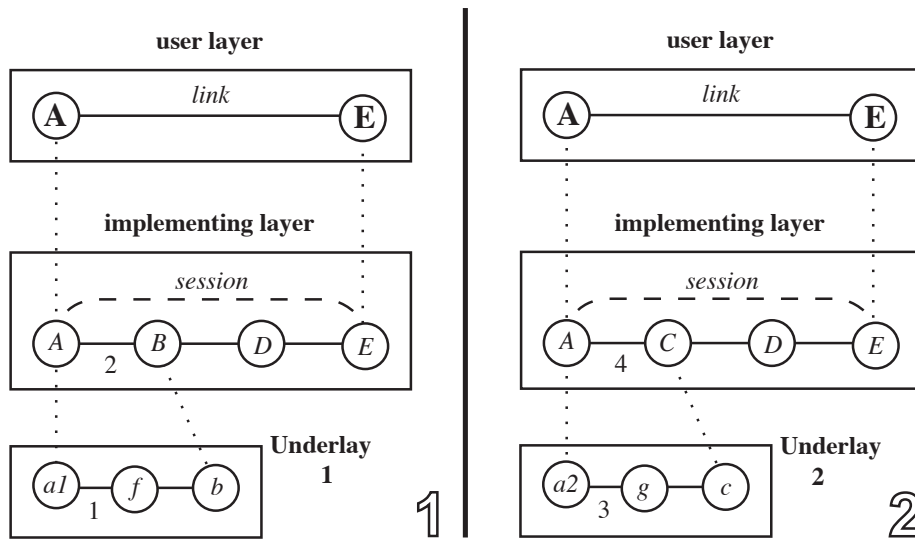 user layer
link
A
E
implementing layer
session
A
B
D
E
2
Underlay
1
a1
f
b
1
1
user layer
link
A
E
implementing layer
session
A
C
D
E
4
Underlay
2
a2
g
c
3
2